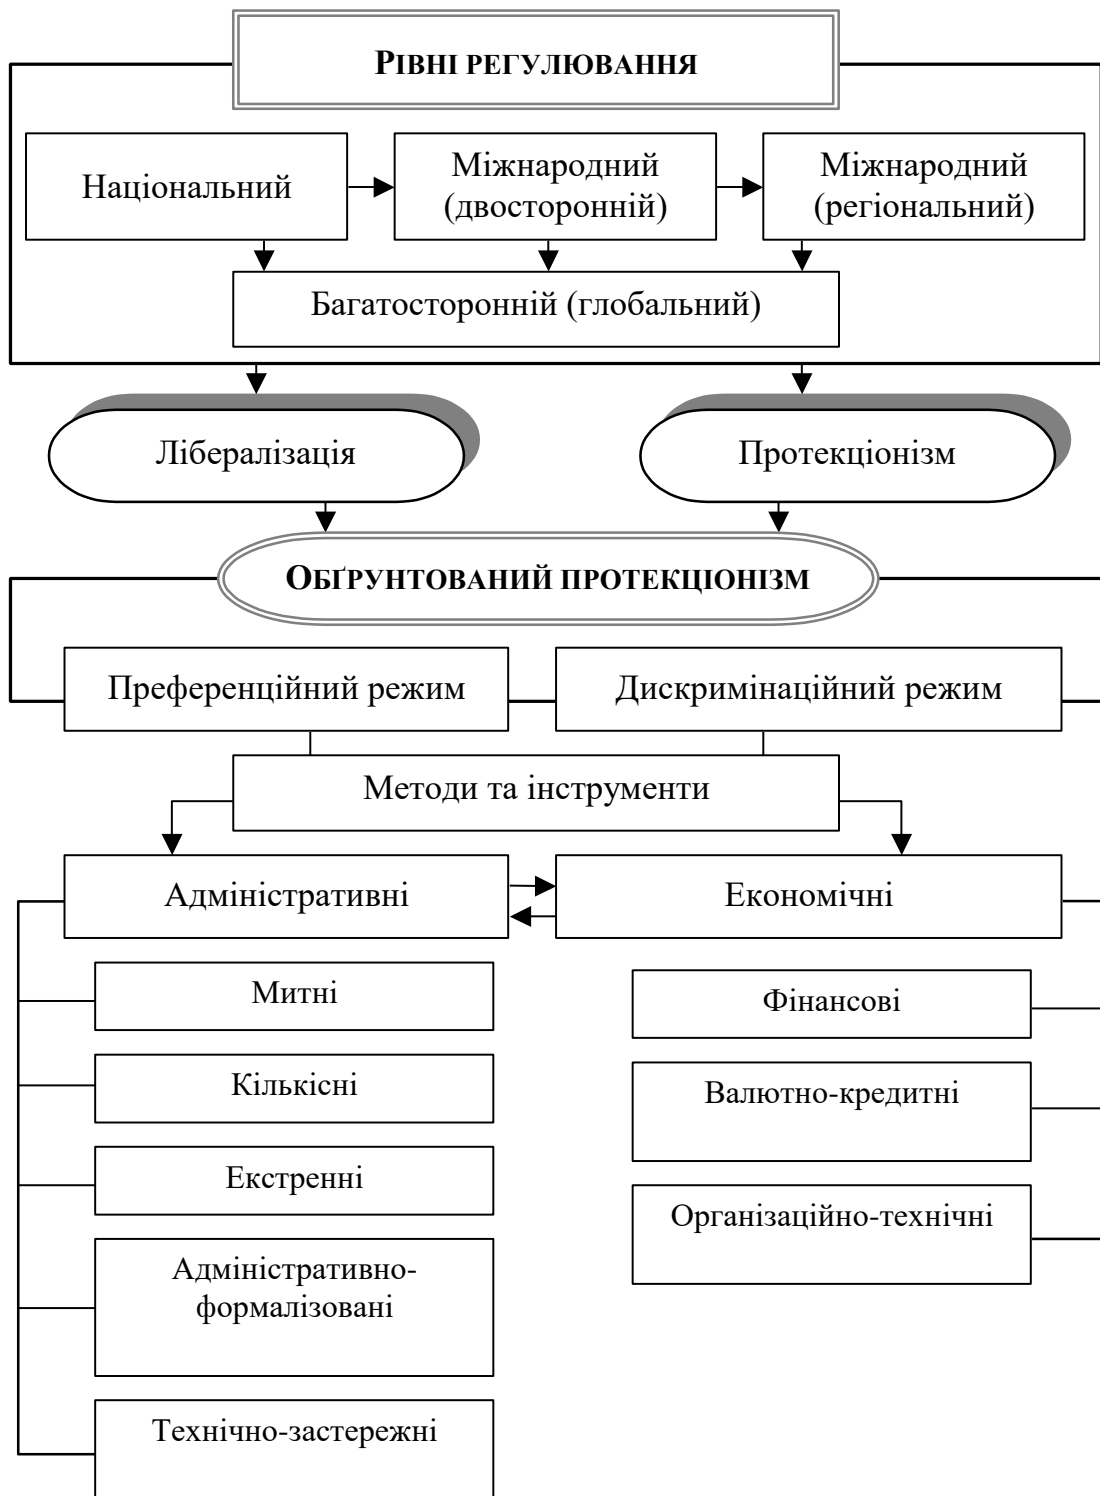 РІВНІ РЕГУЛЮВАННЯ
Національний
Міжнародний
(двосторонній)
Міжнародний
(регіональний)
Багатосторонній (глобальний)
Лібералізація
Протекціонізм
ОБҐРУНТОВАНИЙ ПРОТЕКЦІОНІЗМ
Преференційний режим
Дискримінаційний режим
Методи та інструменти
Адміністративні
Економічні
Митні
Фінансові
Кількісні
Валютно-кредитні
Екстренні
Організаційно-технічні
Адміністративно-
формалізовані
Технічно-застережні